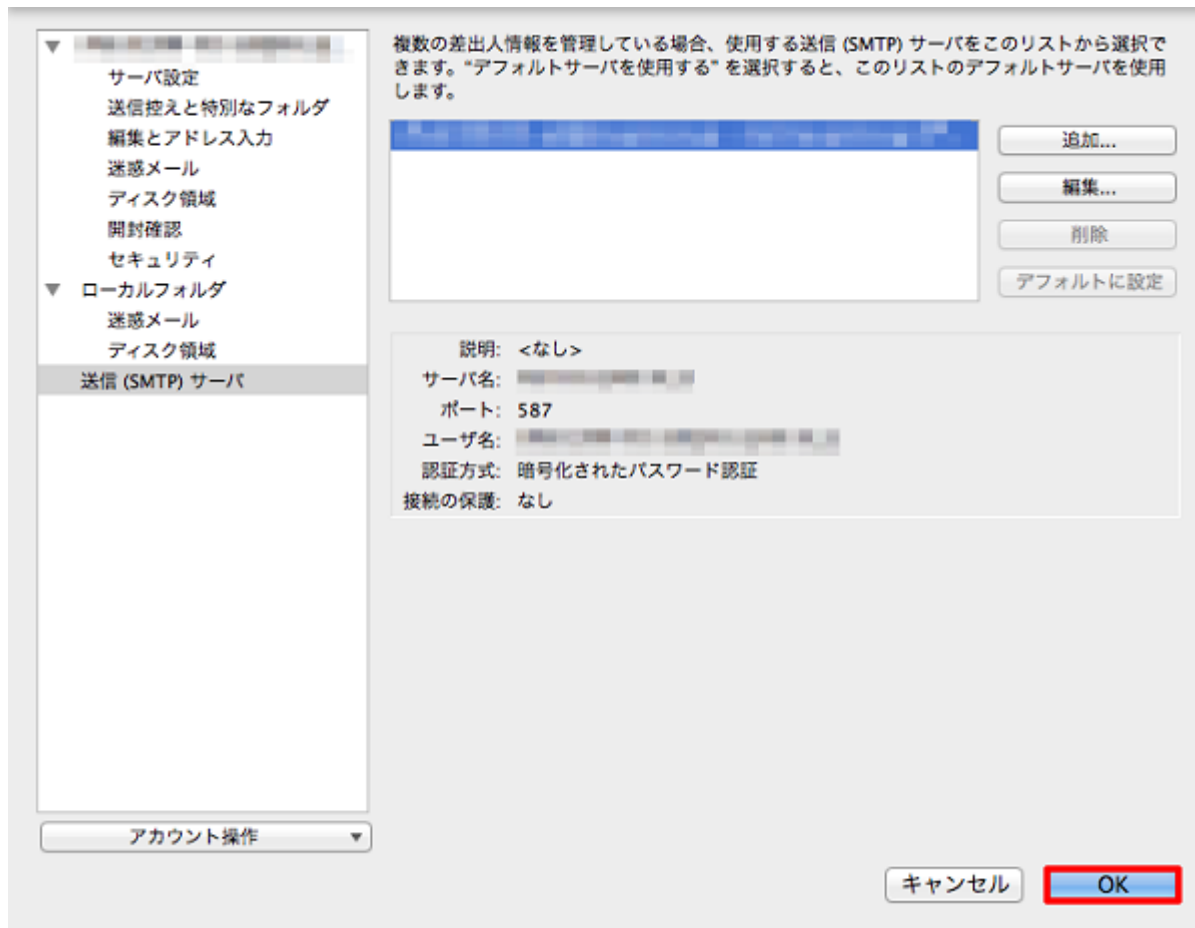 サーバ設定
送信控えと特別なフォルダ
編集とアドレス入力
迷惑メール
ディスク領域
開封確認
セキュリティ
ローカルフォルダ
迷惑メール
ディスク領域
送信 (SMTP) サーバ
アカウント操作
複数の差出人情報を管理している場合、使用する送信 (SMTP) サーバをこのリストから選択で
きます。“デフォルトサーバを使用する” を選択すると、このリストのデフォルトサーバを使用
します。
追加...
編集...
削除
デフォルトに設定
説明: <なし>
サーバ名:
ポート: 587
ユーザ名:
認証方式: 暗号化されたパスワード認証
接続の保護: なし
キャンセル
OK